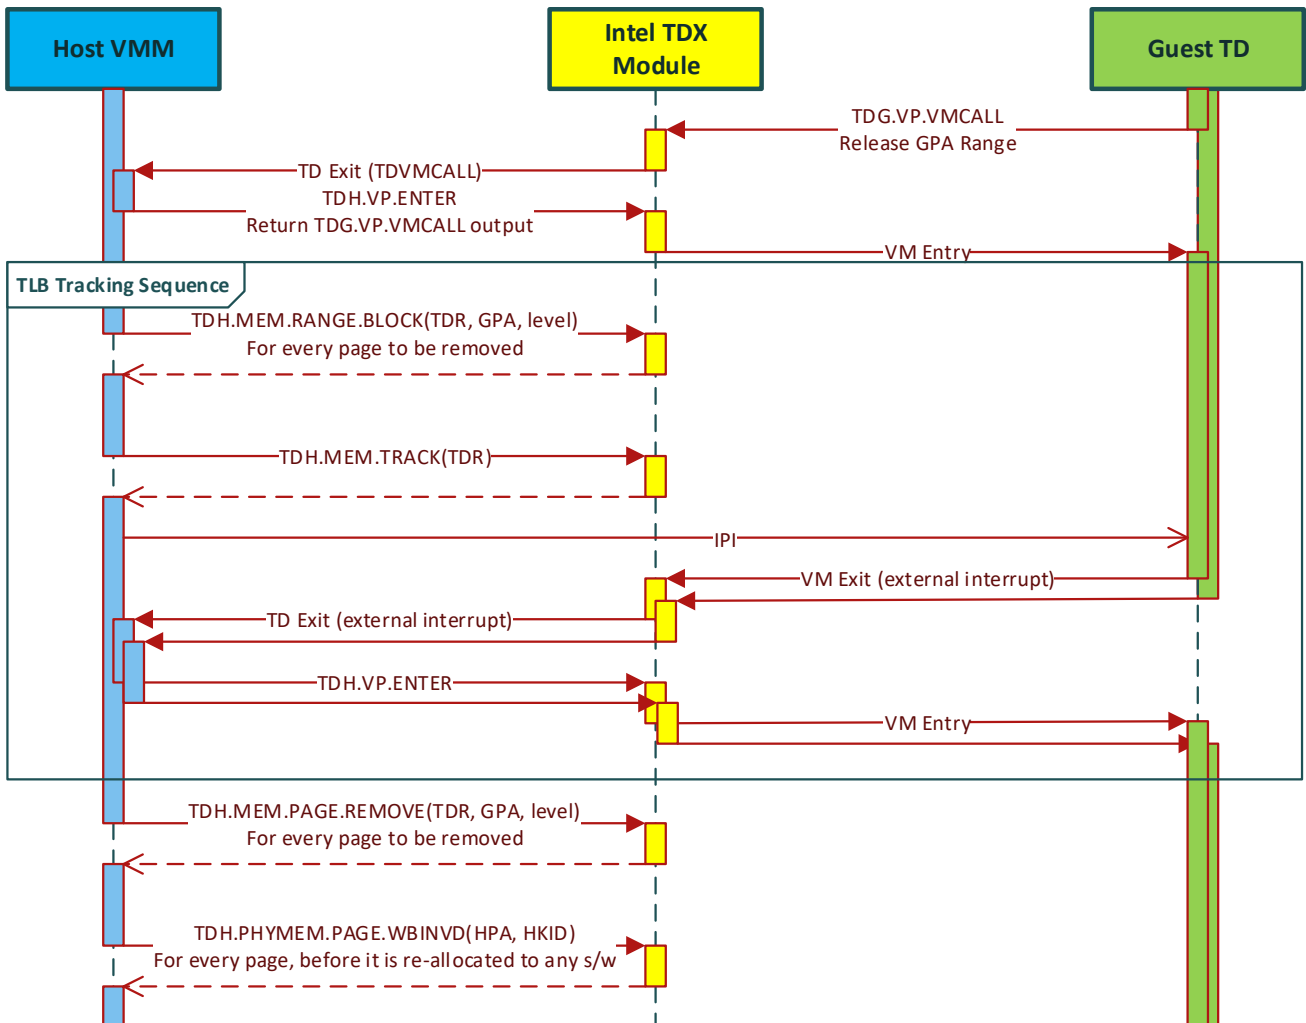 Host VMM
Intel TDX
Module
Guest TD
TDG.VP.VMCALL
Release GPA Range
TD Exit (TDVMCALL)
TDH.VP.ENTER
Return TDG.VP.VMCALL output
VM Entry
TLB Tracking Sequence
TDH.MEM.RANGE.BLOCK(TDR, GPA, level)
For every page to be removed
TDH.MEM.TRACK(TDR)
IPI
VM Exit (external interrupt)
TD Exit (external interrupt)
TDH.VP.ENTER
VM Entry
TDH.MEM.PAGE.REMOVE(TDR, GPA, level)
For every page to be removed
TDH.PHYMEM.PAGE.WBINVD(HPA, HKID)
For every page, before it is re-allocated to any s/w